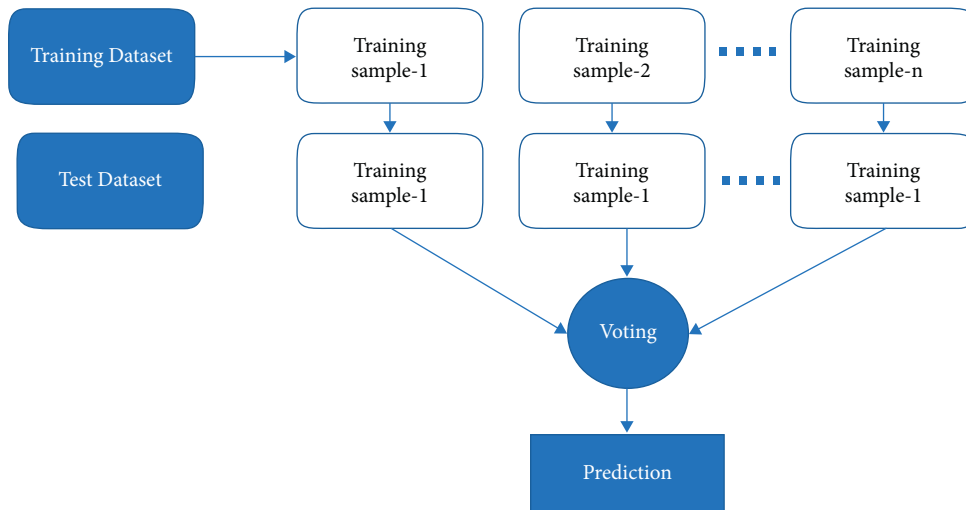 Training Dataset
Training
sample-1
Training
sample-2
Training
sample-n
Test Dataset
Training
sample-1
Training
sample-1
Training
sample-1
Voting
Prediction